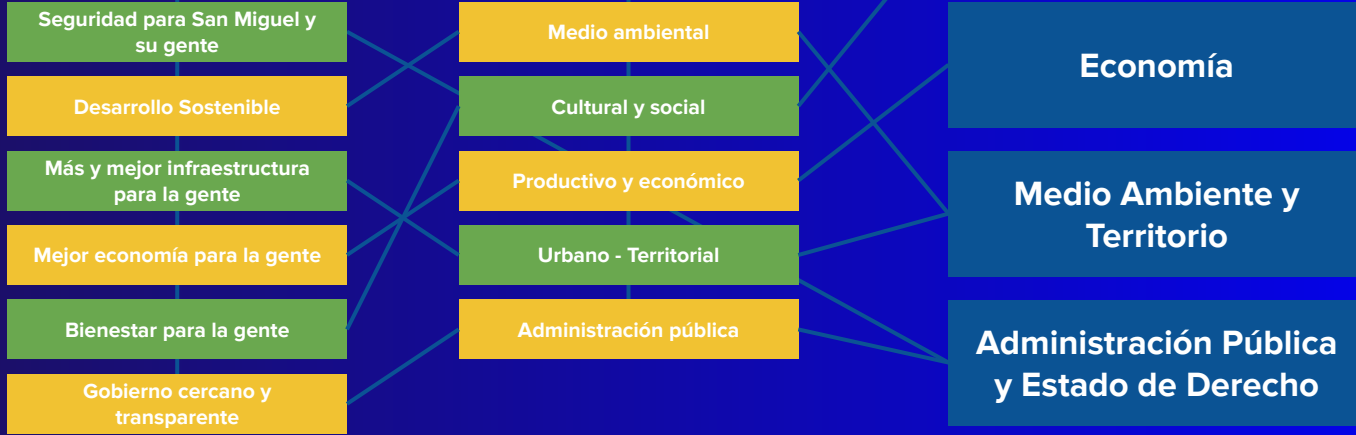 Seguridad para San Miguel y
su gente
Desarrollo Sostenible
Más y mejor infraestructura
para la gente
Mejor economía para la gente
Bienestar para la gente
Gobierno cercano y
transparente
Medio ambiental
Cultural y social
Productivo y económico
Urbano - Territorial
Administración pública
Economía
Medio Ambiente y
Territorio
Administración Pública
y Estado de Derecho